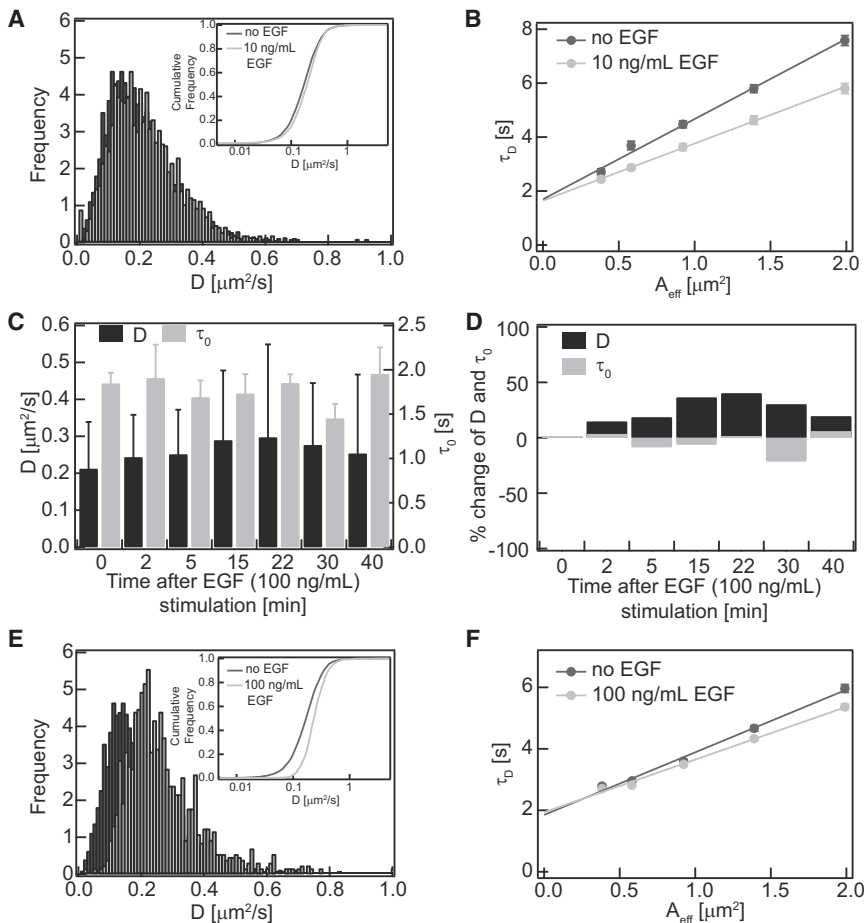 A
Frequency
6
5
4
3
2
1
0
0.0 0.2 0.4 0.6 0.8 1.0
D [μm²/s]
Cumulative
Frequency
1.0
0.8
0.6
0.4
0.2
0.0
no EGF
10 ng/mL
EGF
0.01 0.1 1
D [μm²/s]
B
no EGF
10 ng/mL EGF
τD [s]
8
6
4
2
0
0.0 0.5 1.0 1.5 2.0
Aeff [μm²]
C
D τ0
D [μm²/s]
0.6
0.5
0.4
0.3
0.2
0.1
0.0
2.5
2.0
1.5
1.0
0.5
0.0
τ0 [s]
0 2 5 15 22 30 40
Time after EGF (100 ng/mL)
stimulation [min]
D
D
τ0
% change of D and τ0
100
50
0
-50
-100
0 2 5 15 22 30 40
Time after EGF (100 ng/mL)
stimulation [min]
E
Frequency
6
5
4
3
2
1
0
0.0 0.2 0.4 0.6 0.8 1.0
D [μm²/s]
Cumulative
Frequency
1.0
0.8
0.6
0.4
0.2
0.0
no EGF
100 ng/mL
EGF
0.01 0.1 1
D [μm²/s]
F
no EGF
100 ng/mL EGF
τD [s]
6
4
2
0
0.0 0.5 1.0 1.5 2.0
Aeff [μm²]